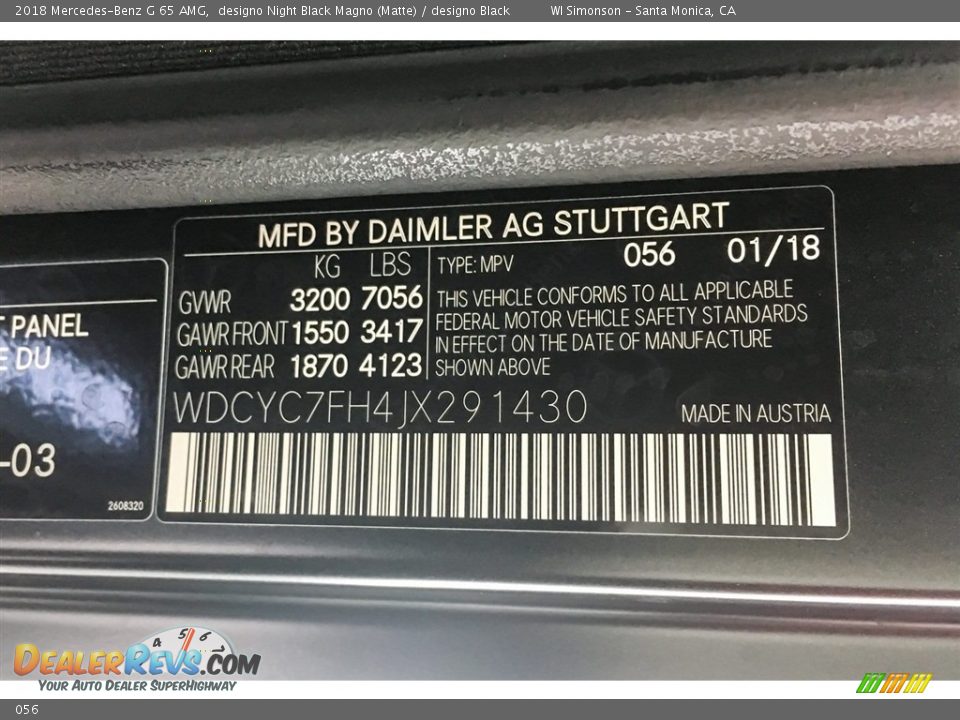 2018 Mercedes-Benz G 65 AMG, designo Night Black Magno (Matte) / designo Black WI Simonson - Santa Monica, CA
MFD BY DAIMLER AG STUTTGART
KG LBS
GVWR 3200 7056
GAWR FRONT 1550 3417
GAWR REAR 1870 4123
TYPE: MPV 056 01/18
THIS VEHICLE CONFORMS TO ALL APPLICABLE
FEDERAL MOTOR VEHICLE SAFETY STANDARDS
IN EFFECT ON THE DATE OF MANUFACTURE
SHOWN ABOVE
WDCYC7FH4JX291430 MADE IN AUSTRIA
PANEL
DU
-03
2608320
4 5 6
DEALERREVS.COM
YOUR AUTO DEALER SUPERHIGHWAY
056